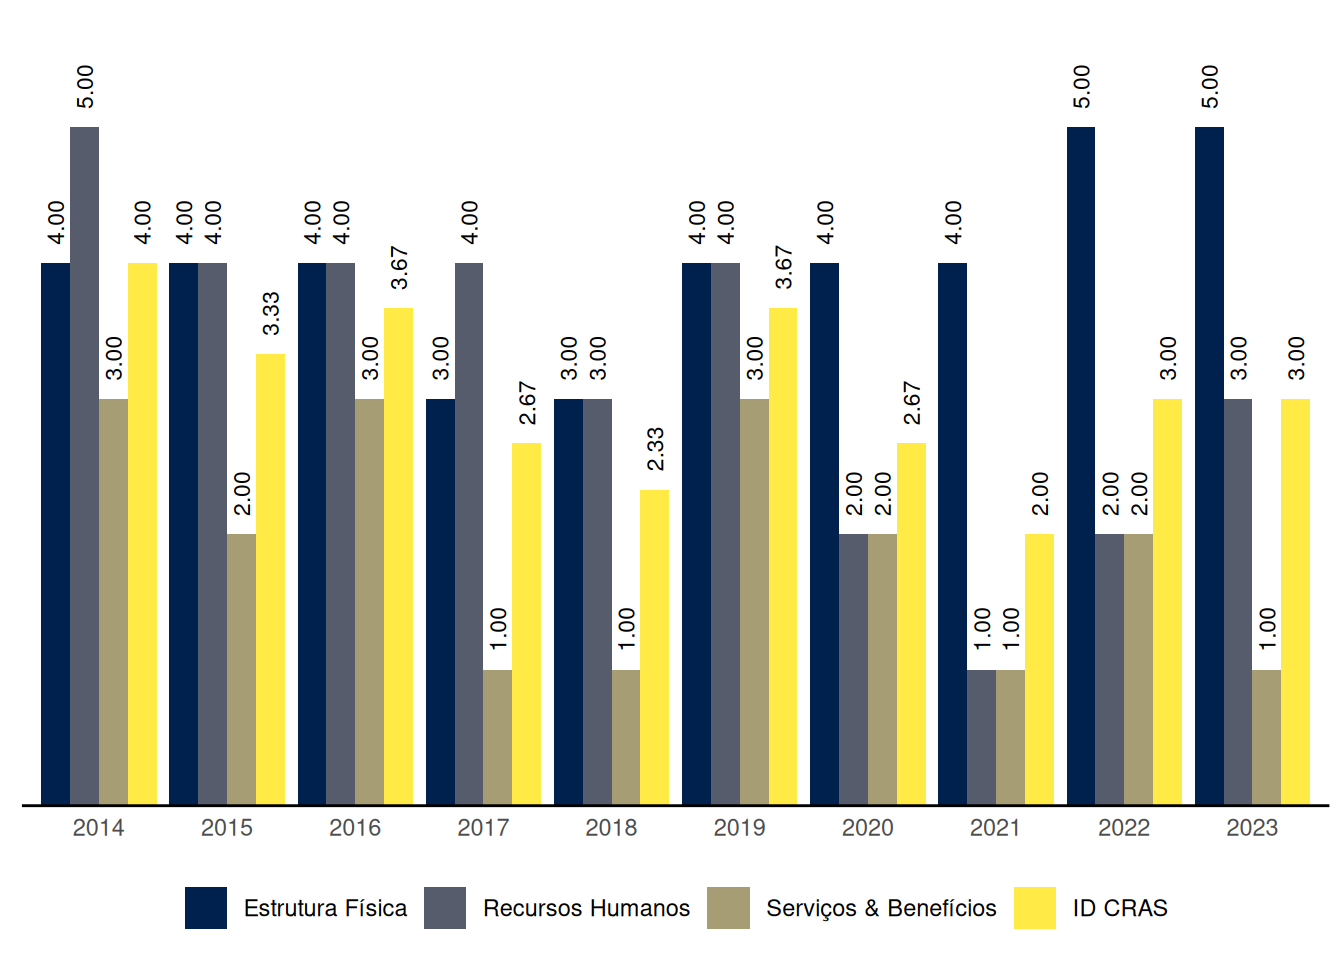 5.00 5.00 5.00
4.00 4.00 4.00 4.00 4.00 4.00 4.00 4.00 4.00 4.00 4.00
3.67 3.67
3.33
3.00 3.00 3.00 3.00 3.00 3.00 3.00 3.00 3.00
2.67 2.67
2.33
2.00 2.00 2.00 2.00 2.00 2.00
1.00 1.00 1.00 1.00 1.00
2014 2015 2016 2017 2018 2019 2020 2021 2022 2023
Estrutura Física Recursos Humanos Serviços & Benefícios ID CRAS